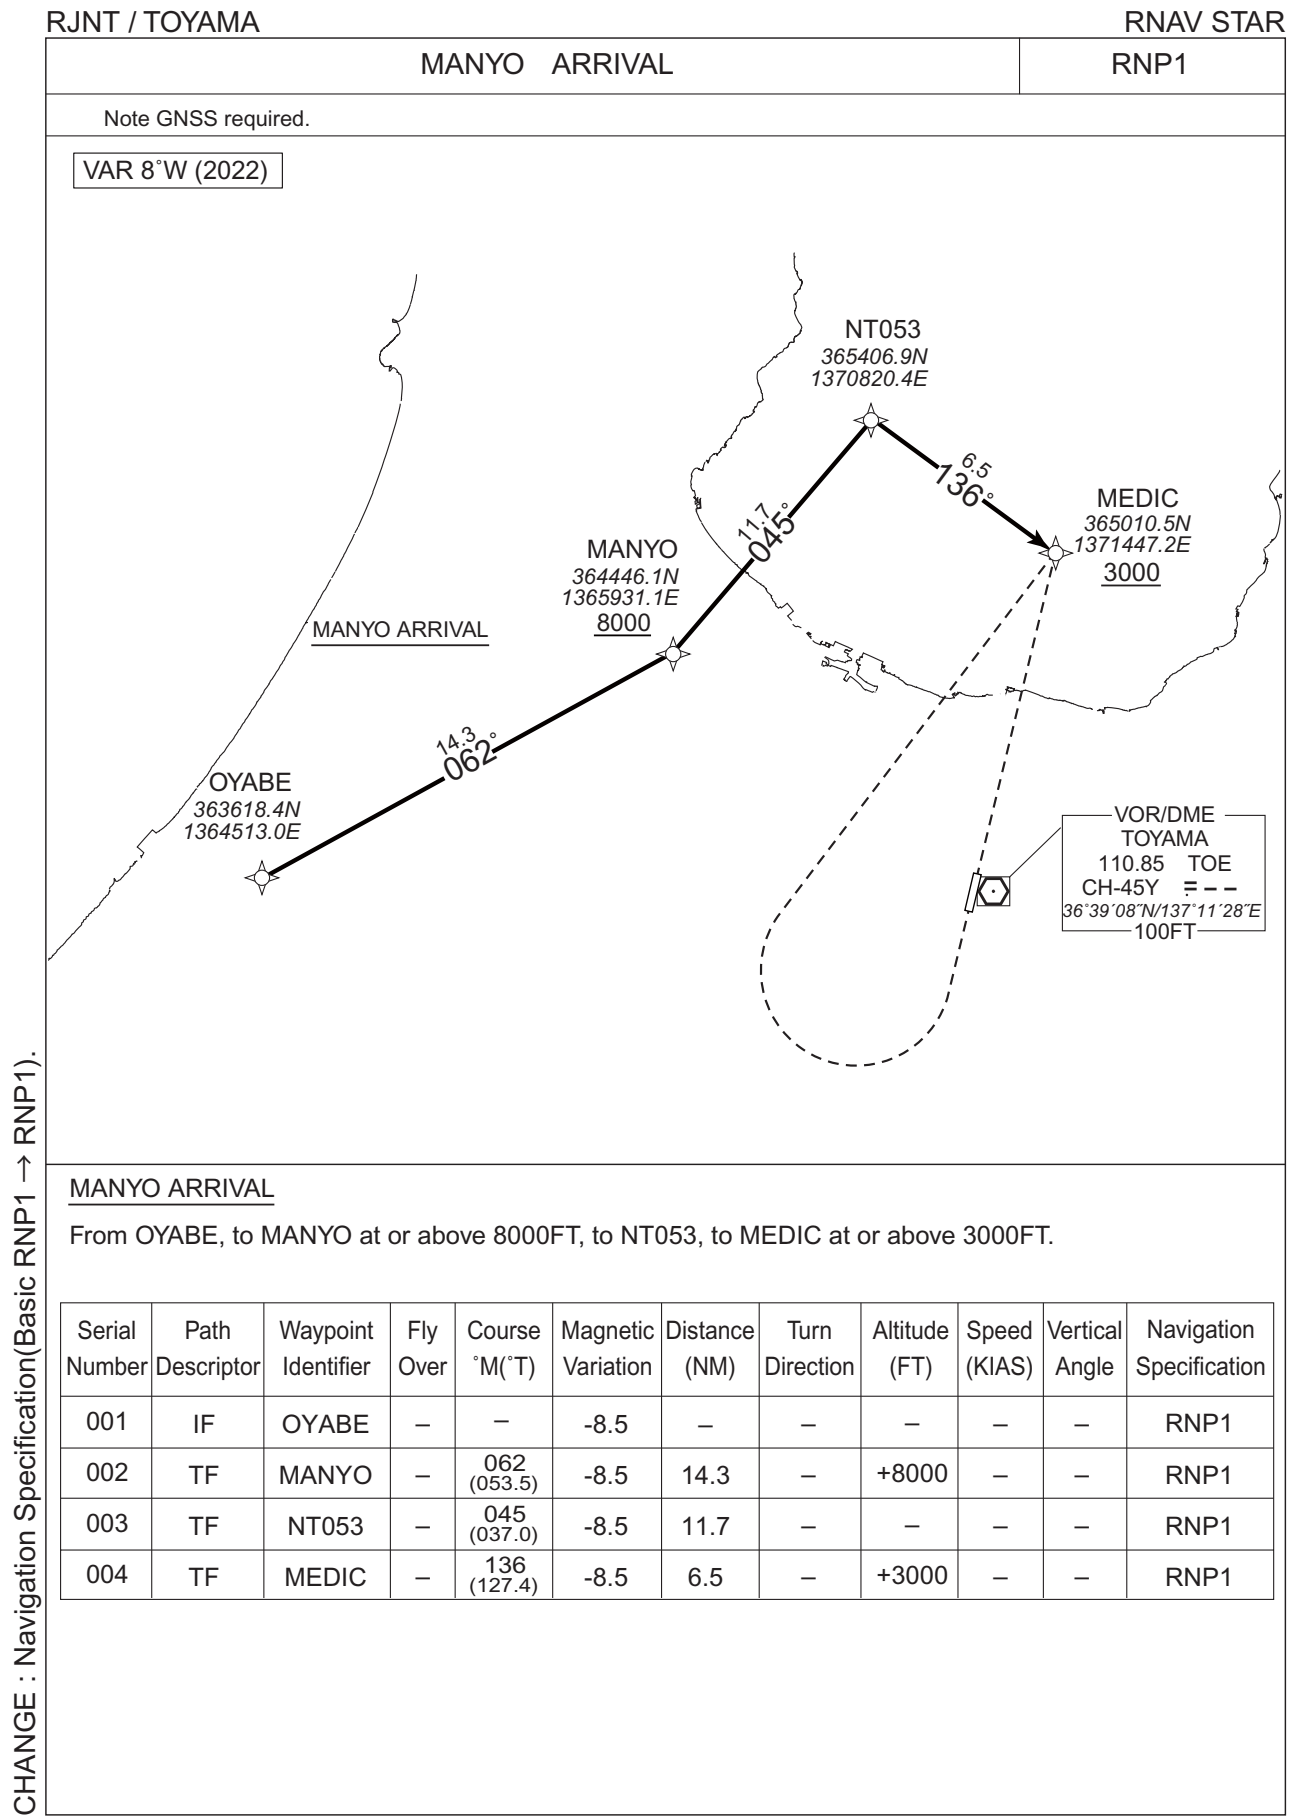 RJNT / TOYAMA RNAV STAR
MANYO ARRIVAL RNP1
Note GNSS required.
VAR 8°W (2022)
NT053
365406.9N
1370820.4E
6.5
136°
MEDIC
365010.5N
1371447.2E
3000
11.7
045°
MANYO
364446.1N
1365931.1E
8000
MANYO ARRIVAL
14.3
062°
OYABE
363618.4N
1364513.0E
VOR/DME
TOYAMA
110.85 TOE
CH-45Y
36°39′08″N/137°11′28″E
100FT
MANYO ARRIVAL
From OYABE, to MANYO at or above 8000FT, to NT053, to MEDIC at or above 3000FT.
Serial Path Waypoint Fly Course Magnetic Distance Turn Altitude Speed Vertical Navigation
Number Descriptor Identifier Over °M(°T) Variation (NM) Direction (FT) (KIAS) Angle Specification
001 IF OYABE – – -8.5 – – – – – RNP1
002 TF MANYO – 062 (053.5) -8.5 14.3 – +8000 – – RNP1
003 TF NT053 – 045 (037.0) -8.5 11.7 – – – – RNP1
004 TF MEDIC – 136 (127.4) -8.5 6.5 – +3000 – – RNP1
CHANGE : Navigation Specification(Basic RNP1 → RNP1).